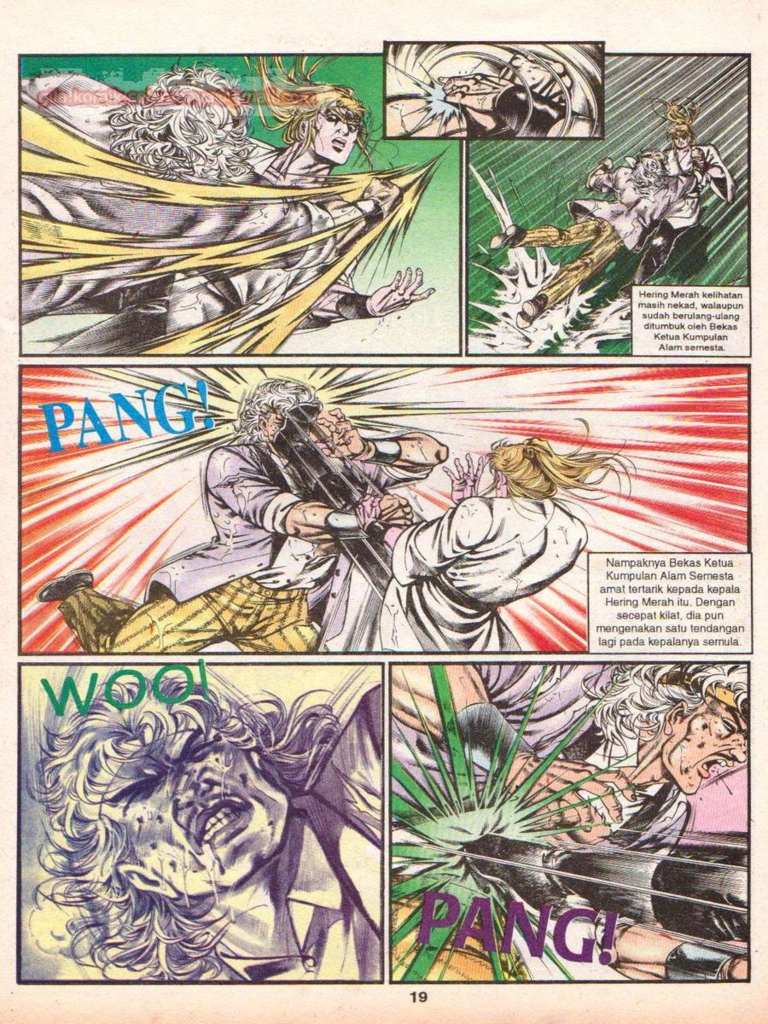 Hering Merah kelihatan
masih nekad, walaupun
sudah berulang-ulang
ditumbuk oleh Bekas
Ketua Kumpulan
Alam semesta.
PANG!
Nampaknya Bekas Ketua
Kumpulan Alam Semesta
amat tertarik kepada kepala
Hering Merah itu. Dengan
secepat kilat, dia pun
mengenakan satu tendangan
lagi pada kepalanya semula.
WOO!
PANG!
19